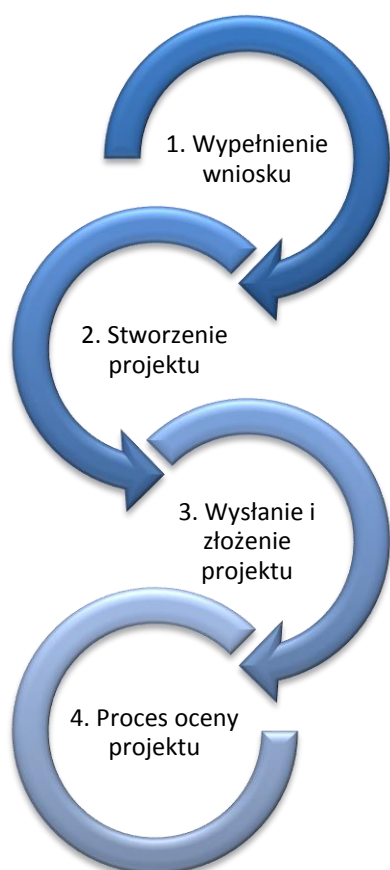 1. Wypełnienie
wniosku
2. Stworzenie
projektu
3. Wysłanie i
złożenie
projektu
4. Proces oceny
projektu